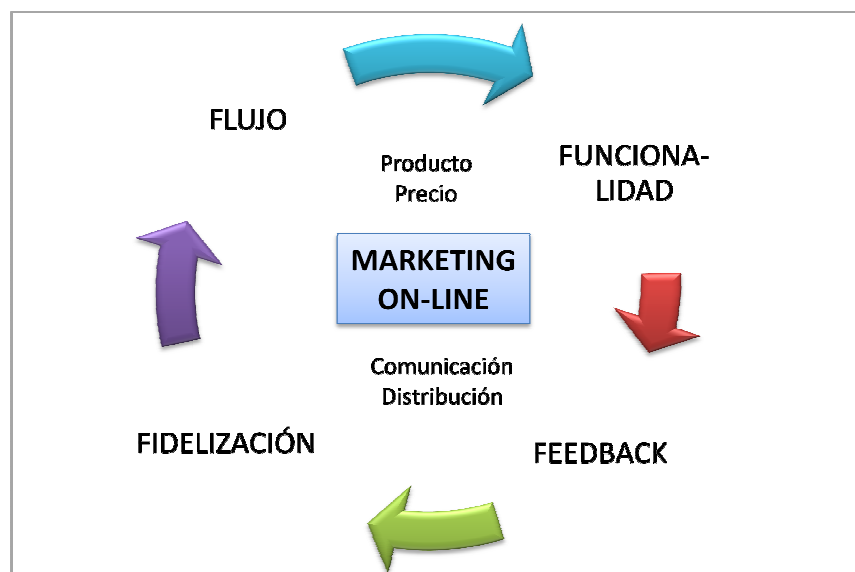 FLUJO
FUNCIONA-
LIDAD
Producto
Precio
MARKETING
ON-LINE
Comunicación
Distribución
FIDELIZACIÓN
FEEDBACK